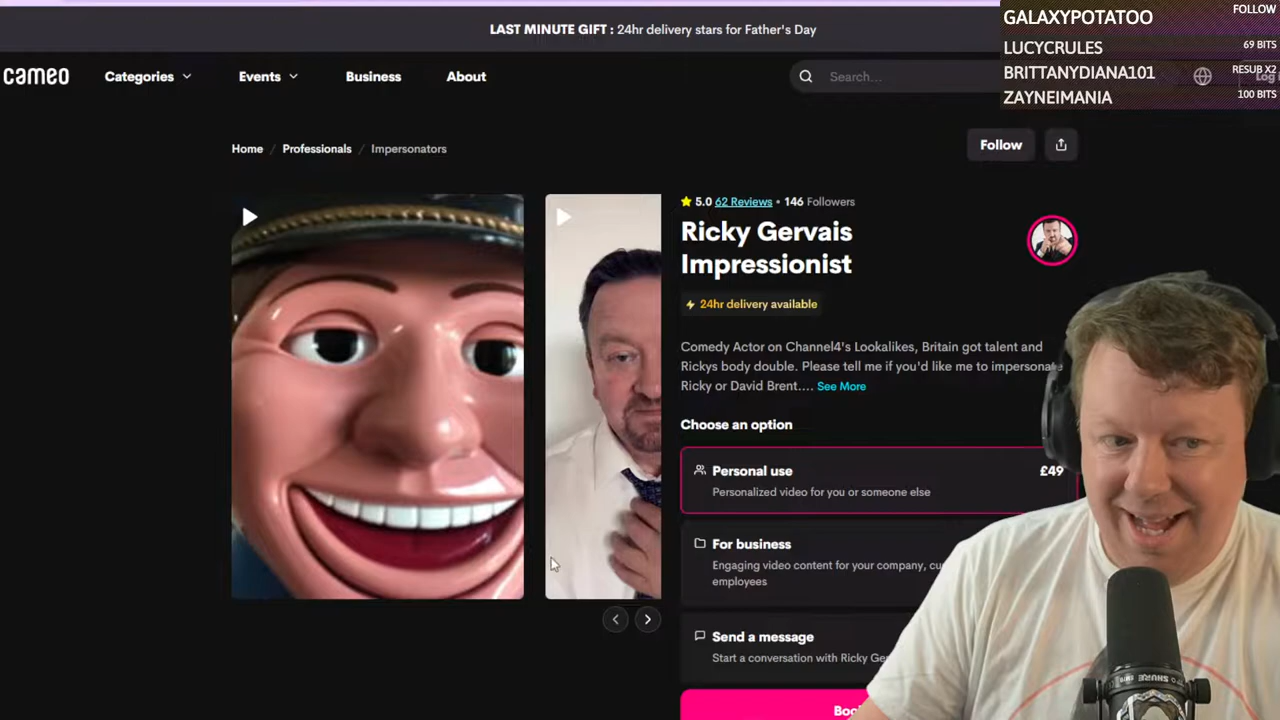 LAST MINUTE GIFT : 24hr delivery stars for Father's Day
GALAXYPOTATOO FOLLOW
LUCYCRULES 69 BITS
BRITTANYDIANA101 RESUB X2
ZAYNEIMANIA 100 BITS
cameo Categories Events Business About Search... Log
Home / Professionals / Impersonators
Follow
5.0 62 Reviews • 146 Followers
Ricky Gervais
Impressionist
24hr delivery available
Comedy Actor on Channel4's Lookalikes, Britain got talent and
Rickys body double. Please tell me if you'd like me to impersonate
Ricky or David Brent.... See More
Choose an option
Personal use £49
Personalized video for you or someone else
For business
Engaging video content for your company,
employees
Send a message
Start a conversation with Ricky
SHURE